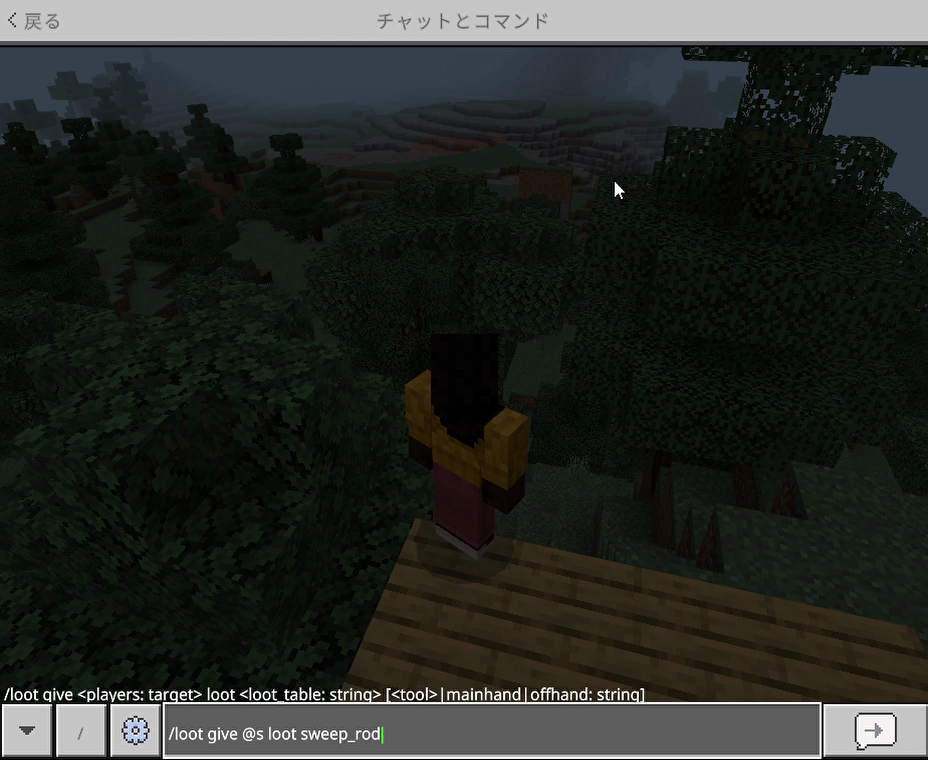 戻る
チャットとコマンド
/loot give <players: target> loot <loot_table: string> [<tool>|mainhand|offhand: string]
/
/loot give @s loot sweep_rod